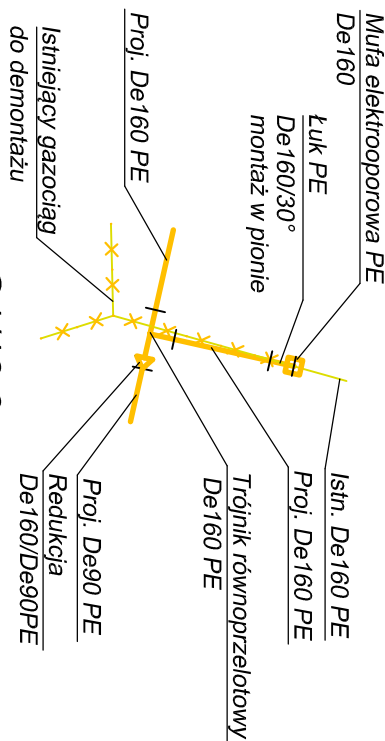 Mufa elektrooporowa PE
De160
Łuk PE
De160/30°
montaż w pionie
Proj. De160 PE
Istniejący gazociąg
do demontażu
Istn. De160 PE
Proj. De160 PE
Trójnik równoprzelotowy
De160 PE
Proj. De90 PE
Redukcja
De160/De90PE